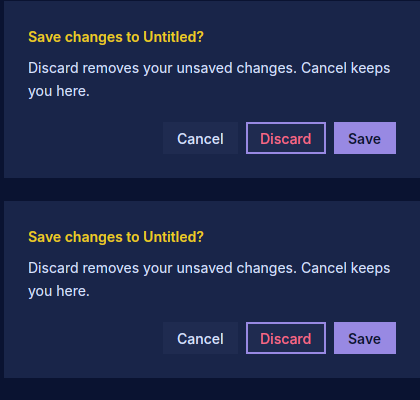 Save changes to Untitled?
Discard removes your unsaved changes. Cancel keeps
you here.
Cancel Discard Save
Save changes to Untitled?
Discard removes your unsaved changes. Cancel keeps
you here.
Cancel Discard Save